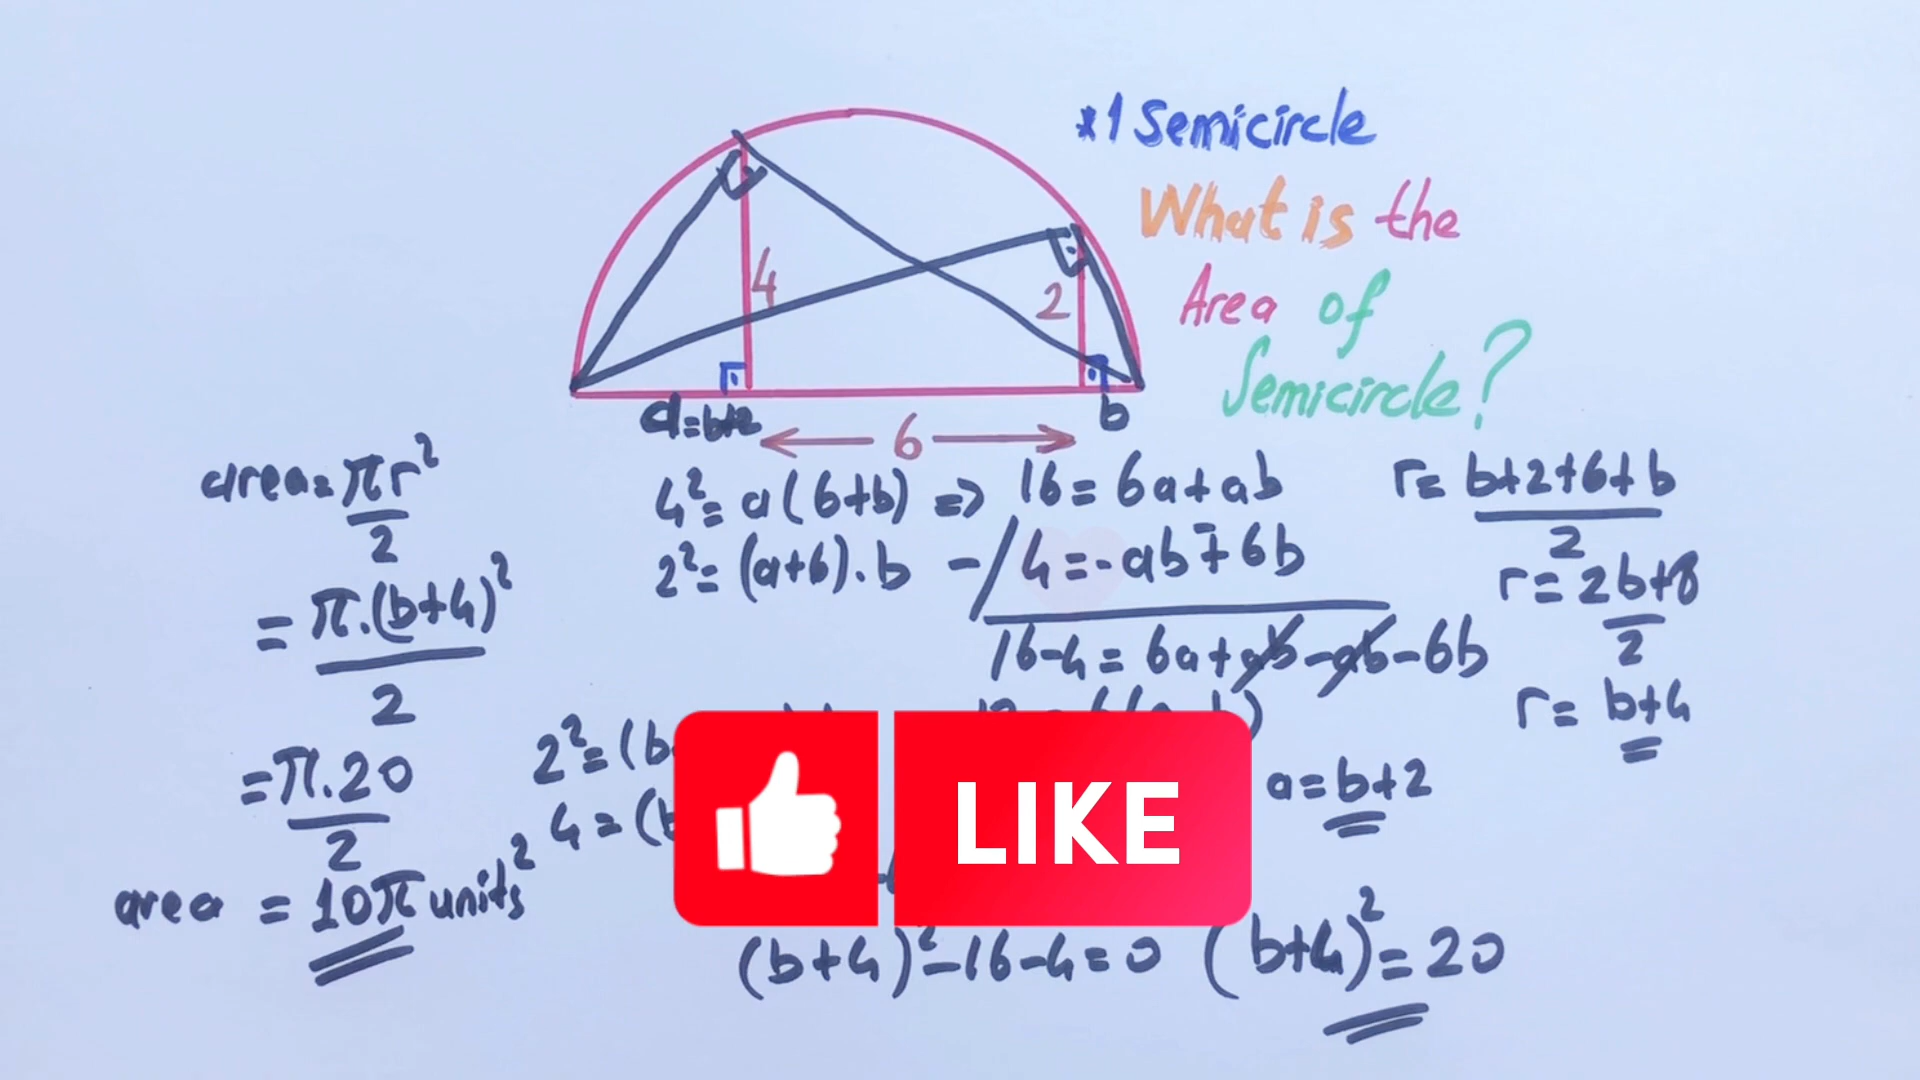 *1 Semicircle
What is the
Area of
Semicircle?
4
2
a=b+2
6
b
area=πr²/2
=π.(b+4)²/2
=π.20/2
area = 10π units²
4²=a(6+b) => 16=6a+ab
2²=(a+6).b -/ 4=-ab∓6b
16-4=6a+ab-ab-6b
a=b+2
2²=(b
4=(b
(b+4)²-16-4=0 (b+4)²=20
r=b+2+6+b/2
r=2b+8/2
r=b+4
LIKE